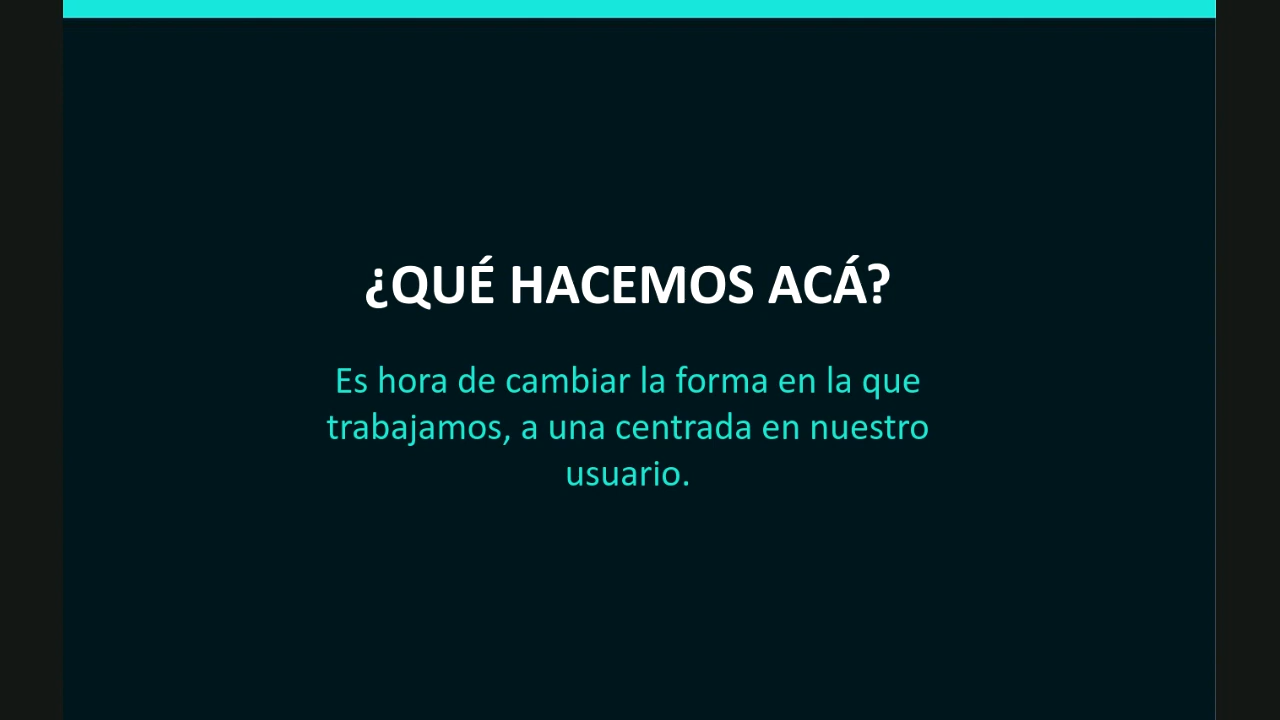 ¿QUÉ HACEMOS ACÁ?
Es hora de cambiar la forma en la que
trabajamos, a una centrada en nuestro
usuario.